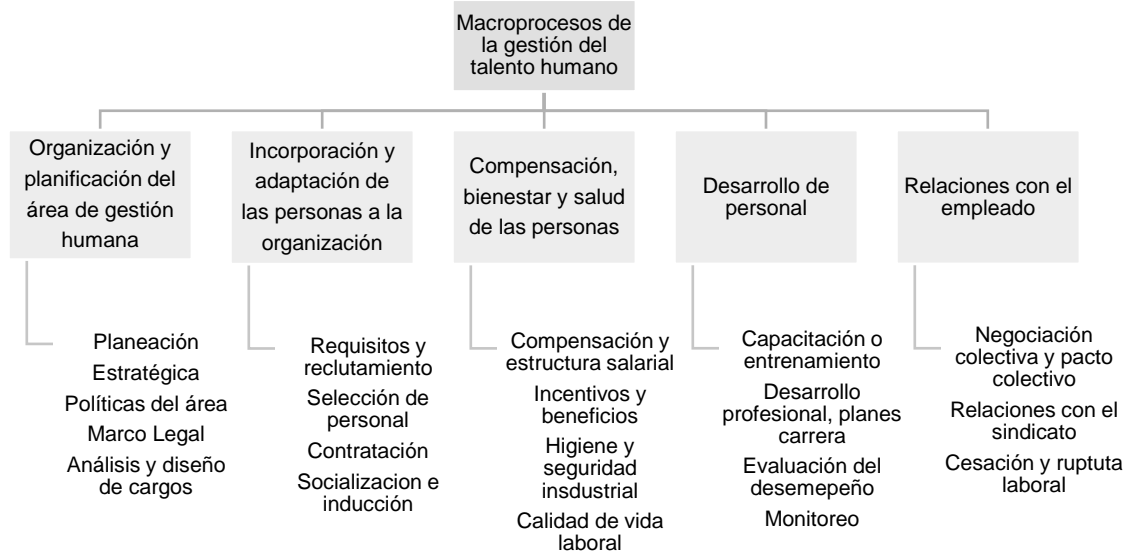 Macroprocesos de
la gestión del
talento humano
Organización y
planificación del
área de gestión
humana
Incorporación y
adaptación de
las personas a la
organización
Compensación,
bienestar y salud
de las personas
Desarrollo de
personal
Relaciones con el
empleado
Planeación
Estratégica
Políticas del área
Marco Legal
Análisis y diseño
de cargos
Requisitos y
reclutamiento
Selección de
personal
Contratación
Socializacion e
inducción
Compensación y
estructura salarial
Incentivos y
beneficios
Higiene y
seguridad
insdustrial
Calidad de vida
laboral
Capacitación o
entrenamiento
Desarrollo
profesional, planes
carrera
Evaluación del
desemepeño
Monitoreo
Negociación
colectiva y pacto
colectivo
Relaciones con el
sindicato
Cesación y ruptuta
laboral